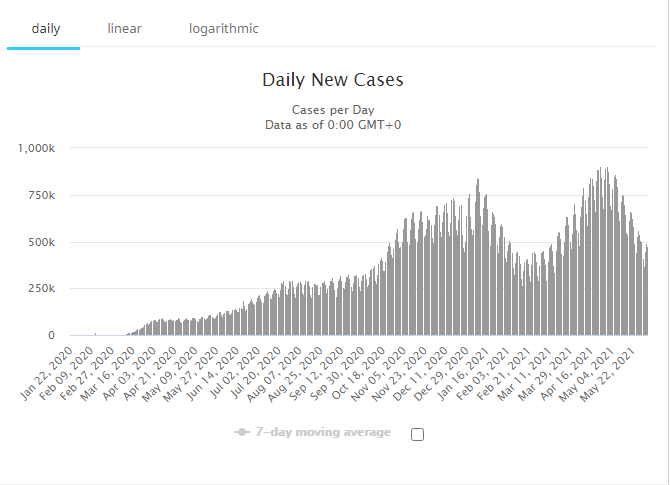 daily linear logarithmic
Daily New Cases
Cases per Day
Data as of 0:00 GMT+0
1,000k
750k
500k
250k
0
Jan 22, 2020
Feb 09, 2020
Feb 27, 2020
Mar 16, 2020
Apr 03, 2020
Apr 21, 2020
May 09, 2020
May 27, 2020
Jun 14, 2020
Jul 02, 2020
Jul 20, 2020
Aug 07, 2020
Aug 25, 2020
Sep 12, 2020
Sep 30, 2020
Oct 18, 2020
Nov 05, 2020
Nov 23, 2020
Dec 11, 2020
Dec 29, 2020
Jan 16, 2021
Feb 03, 2021
Feb 21, 2021
Mar 11, 2021
Mar 29, 2021
Apr 16, 2021
May 04, 2021
May 22, 2021
7-day moving average